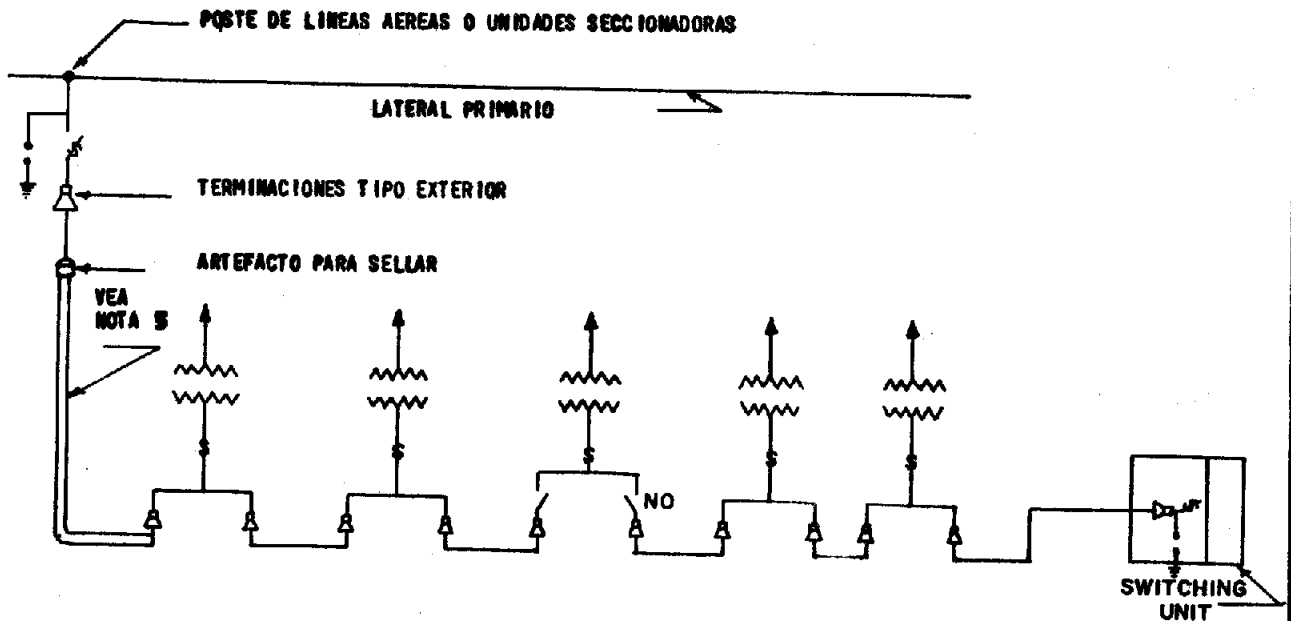 POSTE DE LINEAS AEREAS O UNIDADES SECCIONADORAS
LATERAL PRIMARIO
TERMINACIONES TIPO EXTERIOR
ARTEFACTO PARA SELLAR
VEA
NOTA 5
S
S
S
S
S
NO
SWITCHING
UNIT